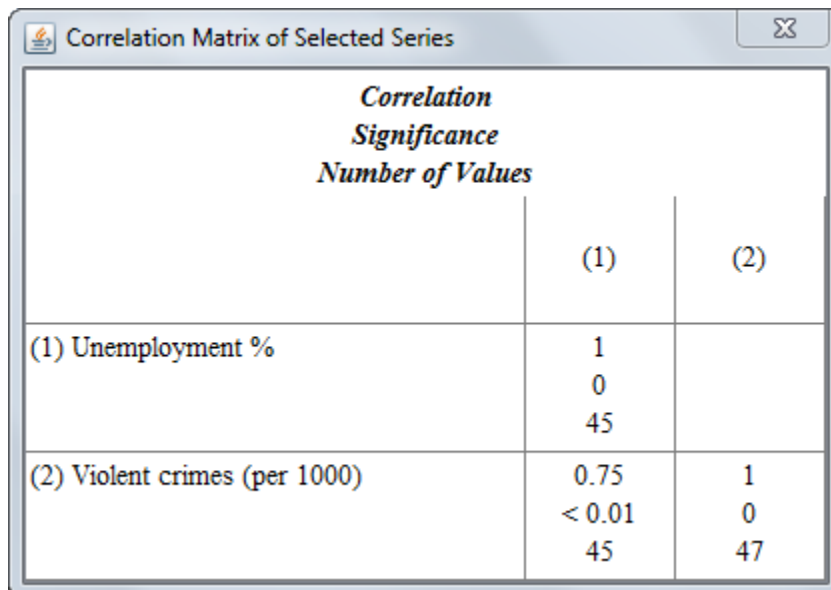 Correlation Matrix of Selected Series
Correlation
Significance
Number of Values
(1) (2)
(1) Unemployment % 1
0
45
(2) Violent crimes (per 1000) 0.75 1
< 0.01 0
45 47